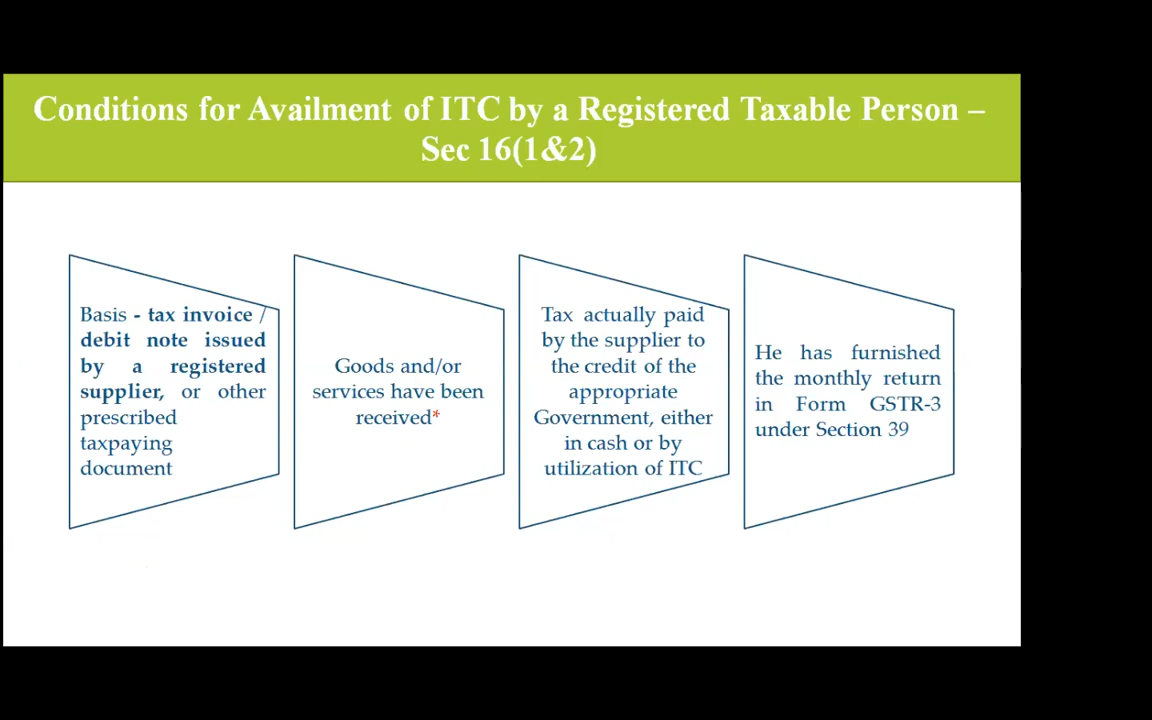 Conditions for Availment of ITC by a Registered Taxable Person –
Sec 16(1&2)
Basis - tax invoice /
debit note issued
by a registered
supplier, or other
prescribed
taxpaying
document
Goods and/or
services have been
received*
Tax actually paid
by the supplier to
the credit of the
appropriate
Government, either
in cash or by
utilization of ITC
He has furnished
the monthly return
in Form GSTR-3
under Section 39